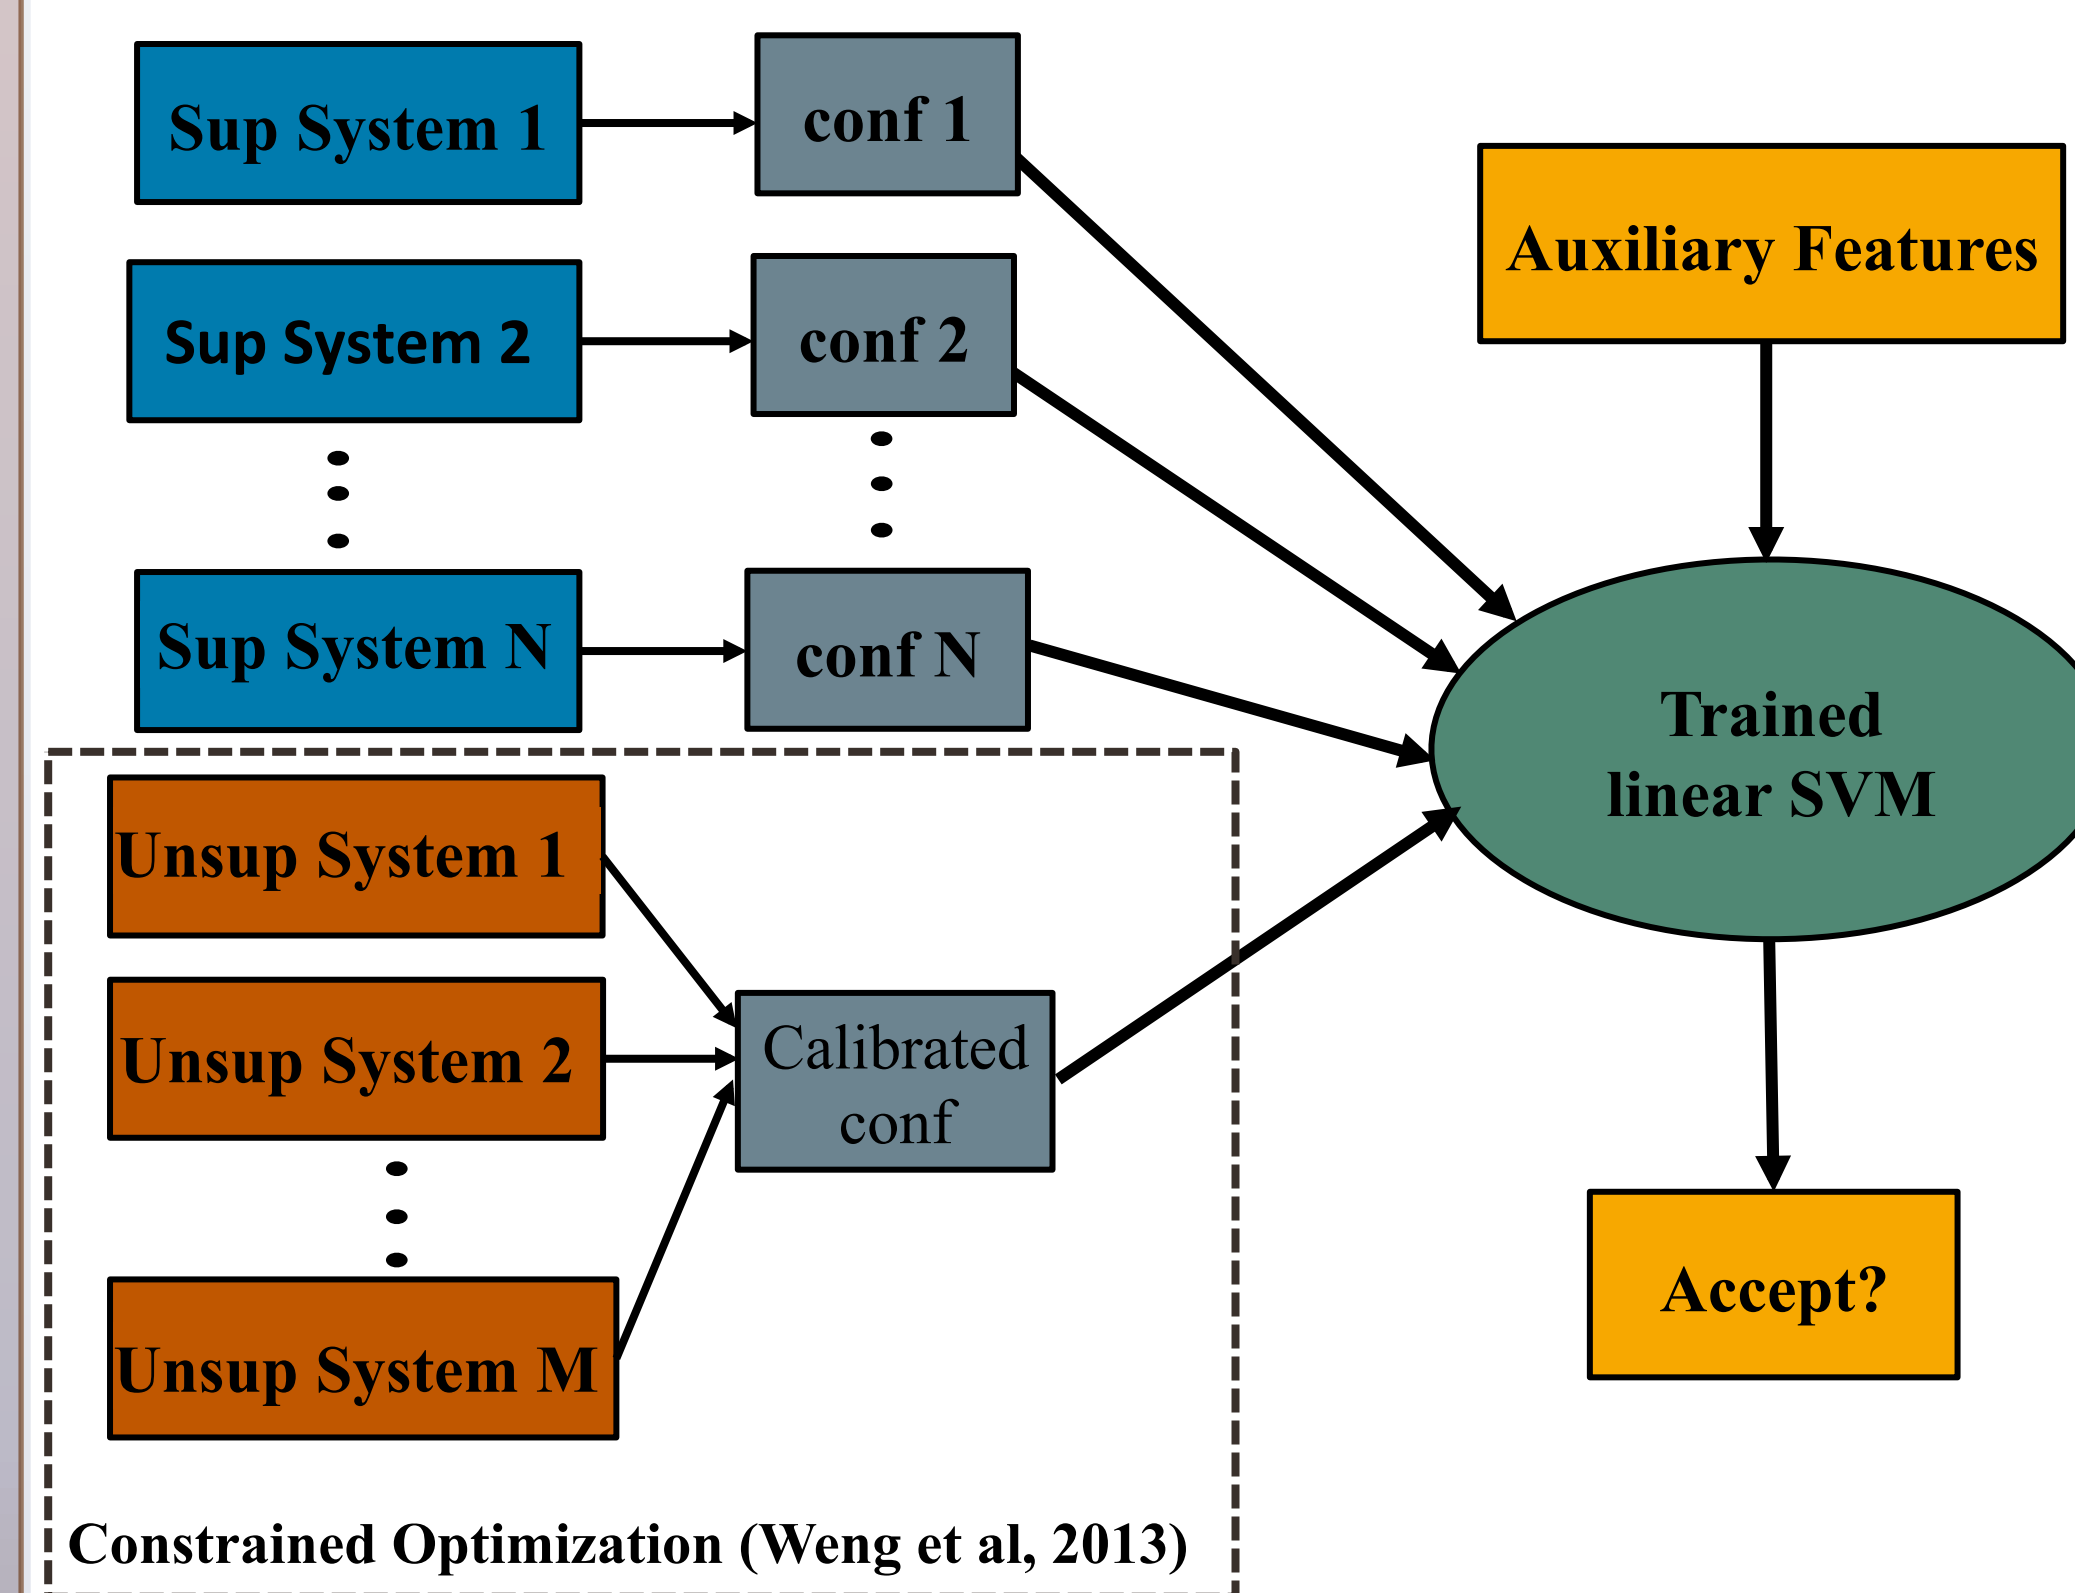 Sup System 1
conf 1
Auxiliary Features
Sup System 2
conf 2
Sup System N
conf N
Trained
linear SVM
Unsup System 1
Unsup System 2
Calibrated
conf
Unsup System M
Accept?
Constrained Optimization (Weng et al, 2013)